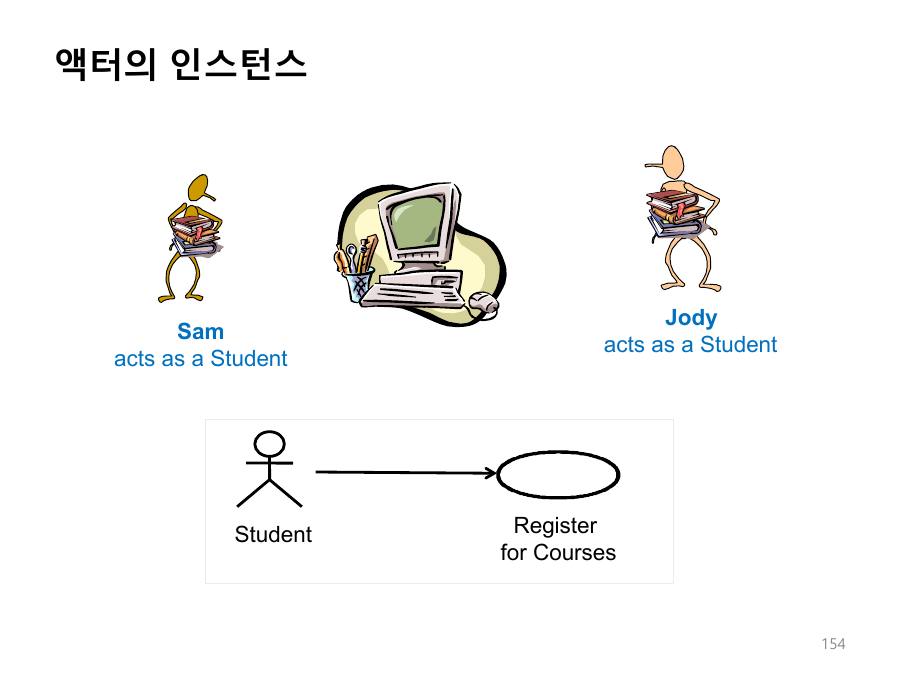 액터의 인스턴스
Sam
acts as a Student
Jody
acts as a Student
Student
Register
for Courses
154